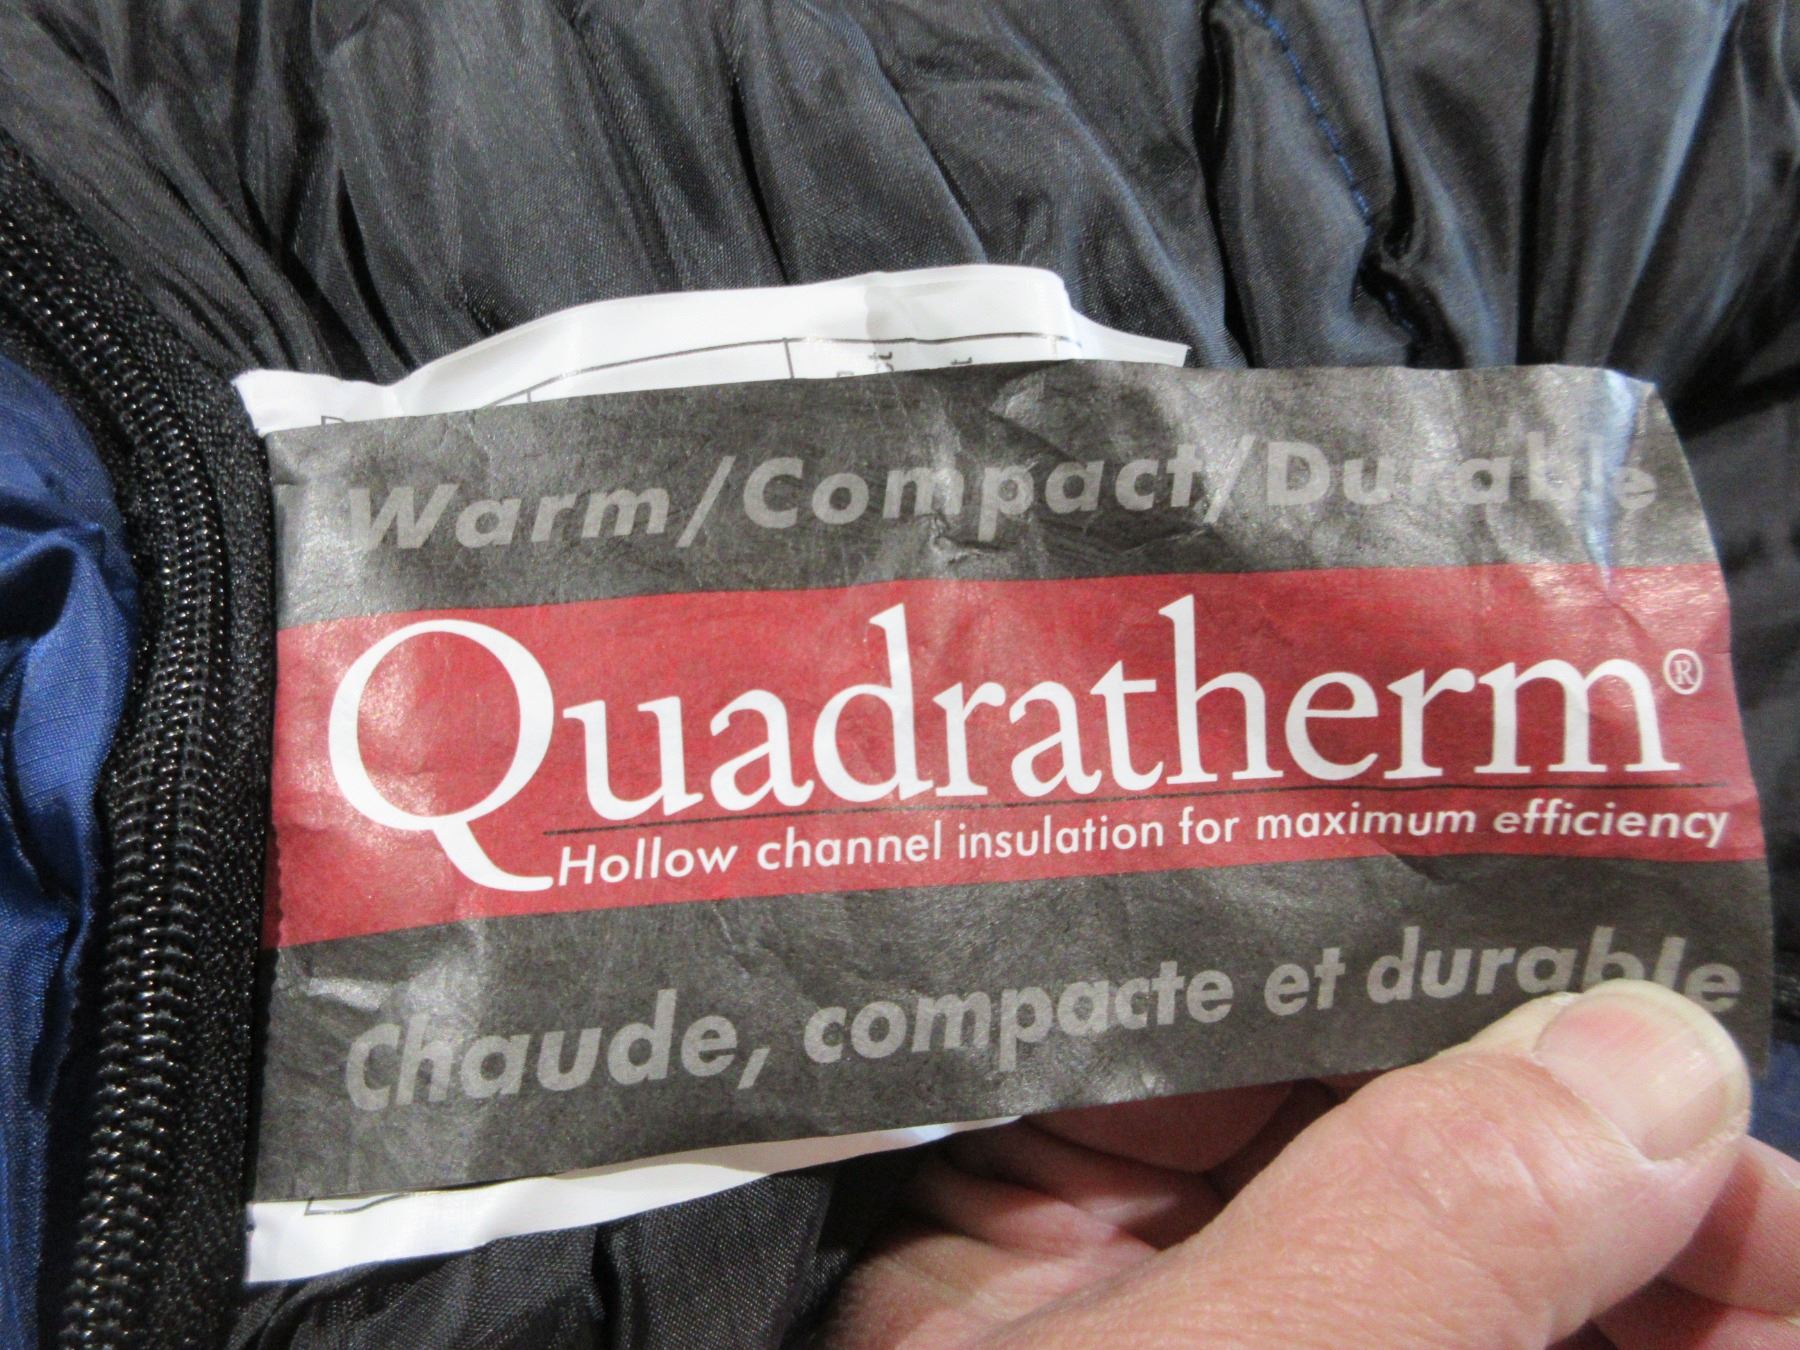 Warm/Compact/Durable
Quadratherm®
Hollow channel insulation for maximum efficiency
Chaude, compacte et durable